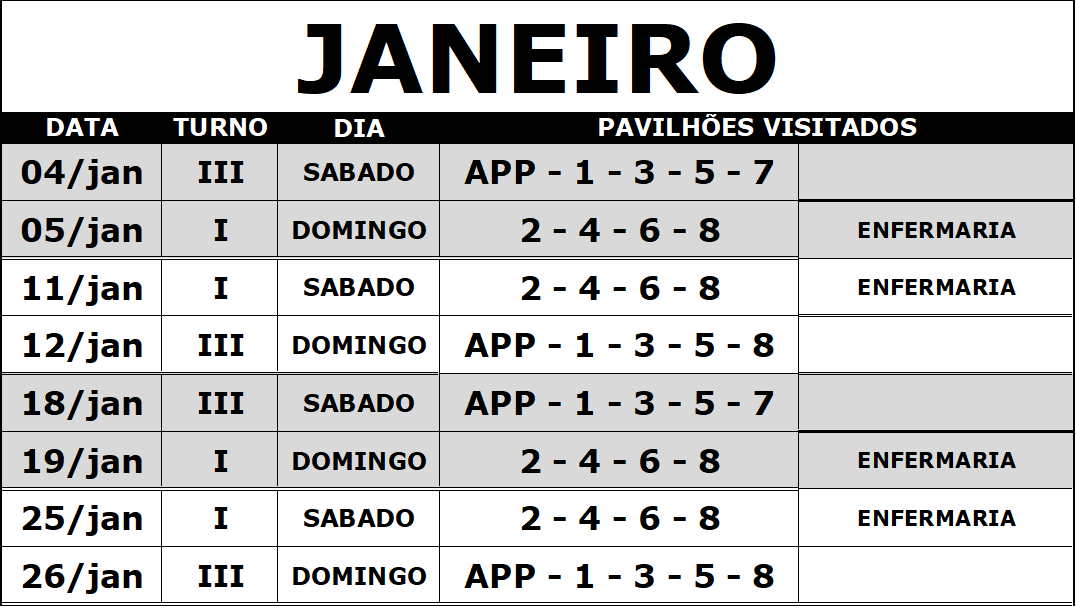 JANEIRO
DATA TURNO DIA PAVILHÕES VISITADOS
04/jan III SABADO APP - 1 - 3 - 5 - 7
05/jan I DOMINGO 2 - 4 - 6 - 8 ENFERMARIA
11/jan I SABADO 2 - 4 - 6 - 8 ENFERMARIA
12/jan III DOMINGO APP - 1 - 3 - 5 - 8
18/jan III SABADO APP - 1 - 3 - 5 - 7
19/jan I DOMINGO 2 - 4 - 6 - 8 ENFERMARIA
25/jan I SABADO 2 - 4 - 6 - 8 ENFERMARIA
26/jan III DOMINGO APP - 1 - 3 - 5 - 8